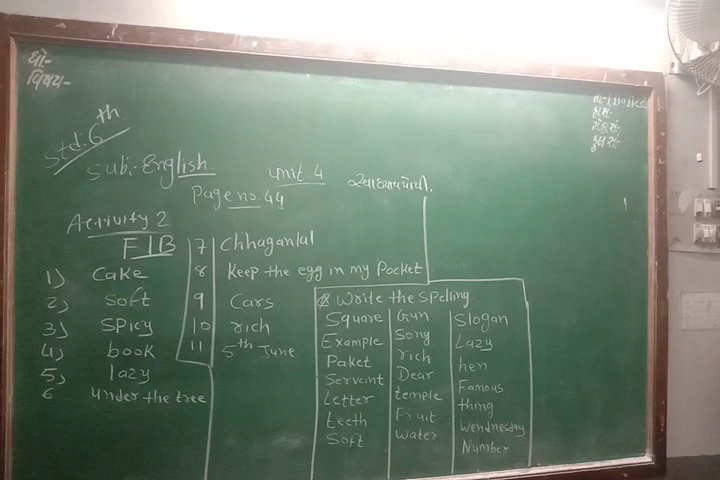 ધો:-
વિષય-
Std:- 6th
Sub:- English.
unit. 4
સ્વાધ્યાયપોથી.
Page no. 44
Activity 2
FIB
1) Cake
2) Soft
3) Spicy
4) book
5) lazy
6 under the tree
7 Chhaganlal
8 Keep the egg in my Pocket
9 Cars
10 rich
11 5th June
Write the Spelling
Square
Example
Paket
Servint
Letter
teeth
Soft
Gun
Song
rich
Dear
temple
Fruit
water
Slogan
Lazy
hen
Famous
thing
Wendnesday
Number